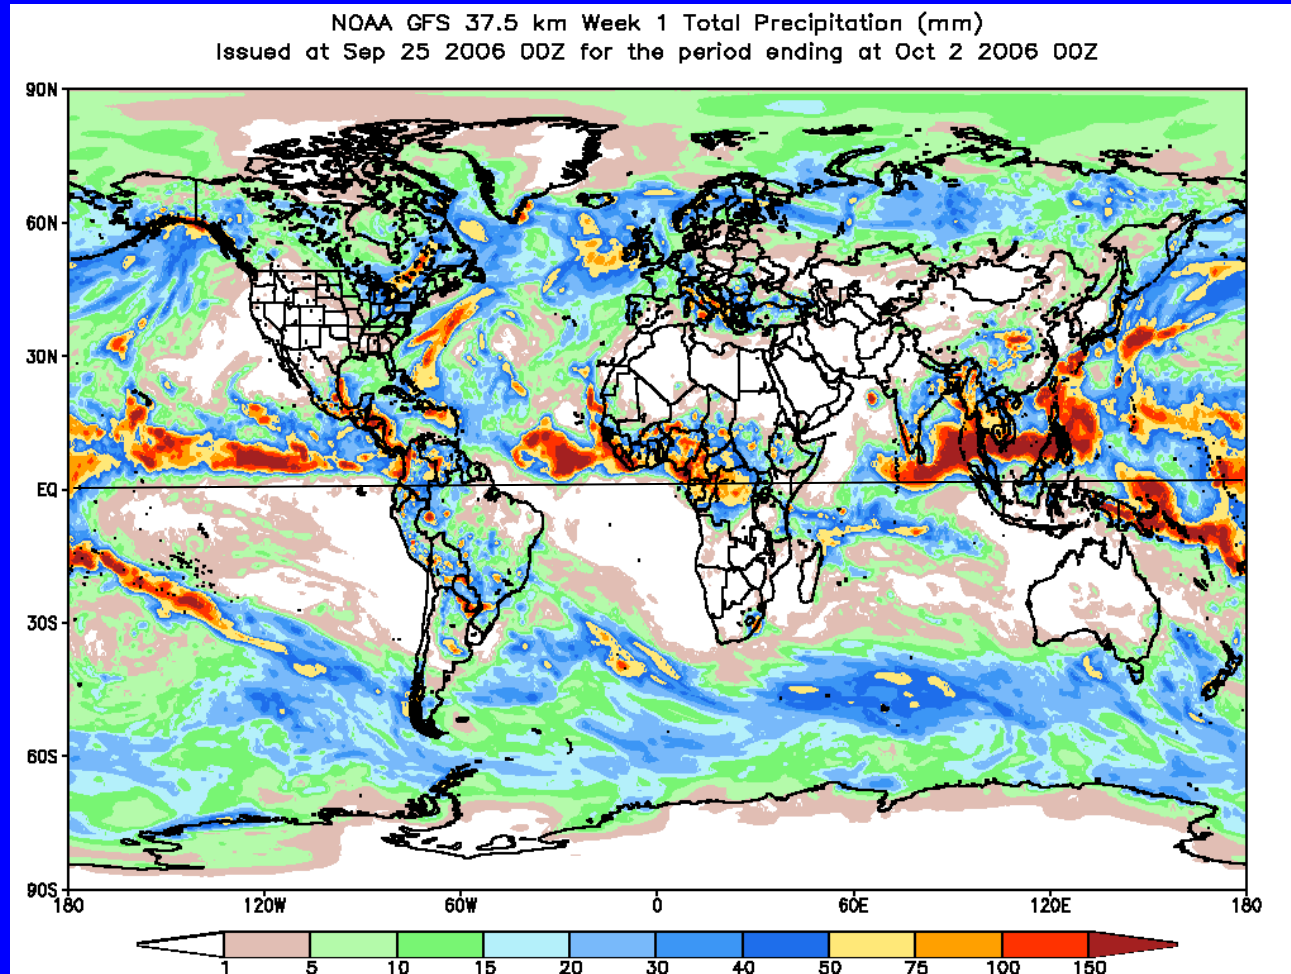 NOAA GFS 37.5 km Week 1 Total Precipitation (mm)
Issued at Sep 25 2006 00Z for the period ending at Oct 2 2006 00Z
90N
60N
30N
EQ
30S
60S
90S
180 120W 60W 0 60E 120E 180
1 5 10 15 20 30 40 50 75 100 150